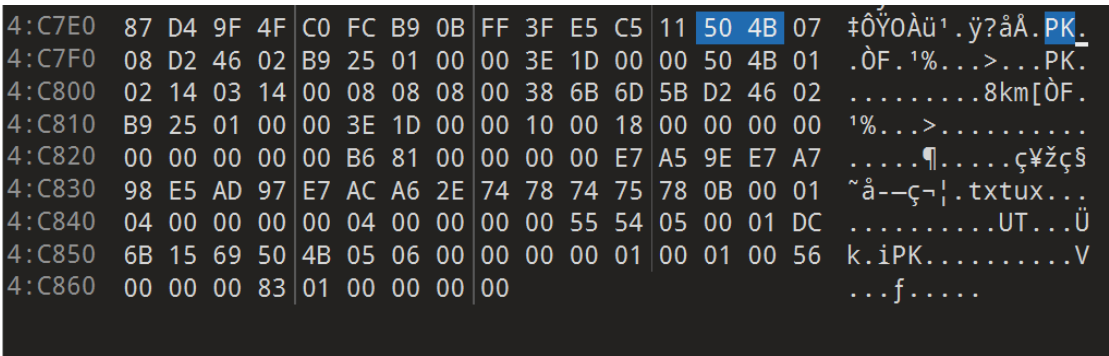 4:C7E0 87 D4 9F 4F C0 FC B9 0B FF 3F E5 C5 11 50 4B 07 ‡ÔŸOÀü¹.ÿ?åÅ.PK.
4:C7F0 08 D2 46 02 B9 25 01 00 00 3E 1D 00 00 50 4B 01 .ÒF.¹%...>...PK.
4:C800 02 14 03 14 00 08 08 08 00 38 6B 6D 5B D2 46 02 .........8km[ÒF.
4:C810 B9 25 01 00 00 3E 1D 00 00 10 00 18 00 00 00 00 ¹%...>..........
4:C820 00 00 00 00 00 B6 81 00 00 00 00 E7 A5 9E E7 A7 .....¶.....ç¥žç§
4:C830 98 E5 AD 97 E7 AC A6 2E 74 78 74 75 78 0B 00 01 ˜å-—ç¬¦.txtux...
4:C840 04 00 00 00 00 04 00 00 00 00 55 54 05 00 01 DC ..........UT...Ü
4:C850 6B 15 69 50 4B 05 06 00 00 00 00 01 00 01 00 56 k.iPK..........V
4:C860 00 00 00 83 01 00 00 00 00 ...ƒ.....